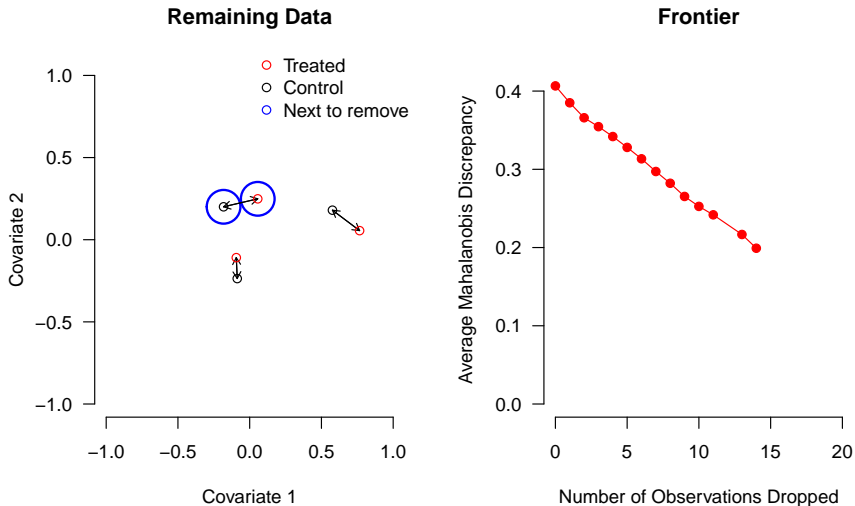 Remaining Data
Treated
Control
Next to remove
1.0
0.5
0.0
−0.5
−1.0
Covariate 2
−1.0 −0.5 0.0 0.5 1.0
Covariate 1
Frontier
0.4
0.3
0.2
0.1
0.0
Average Mahalanobis Discrepancy
0 5 10 15 20
Number of Observations Dropped